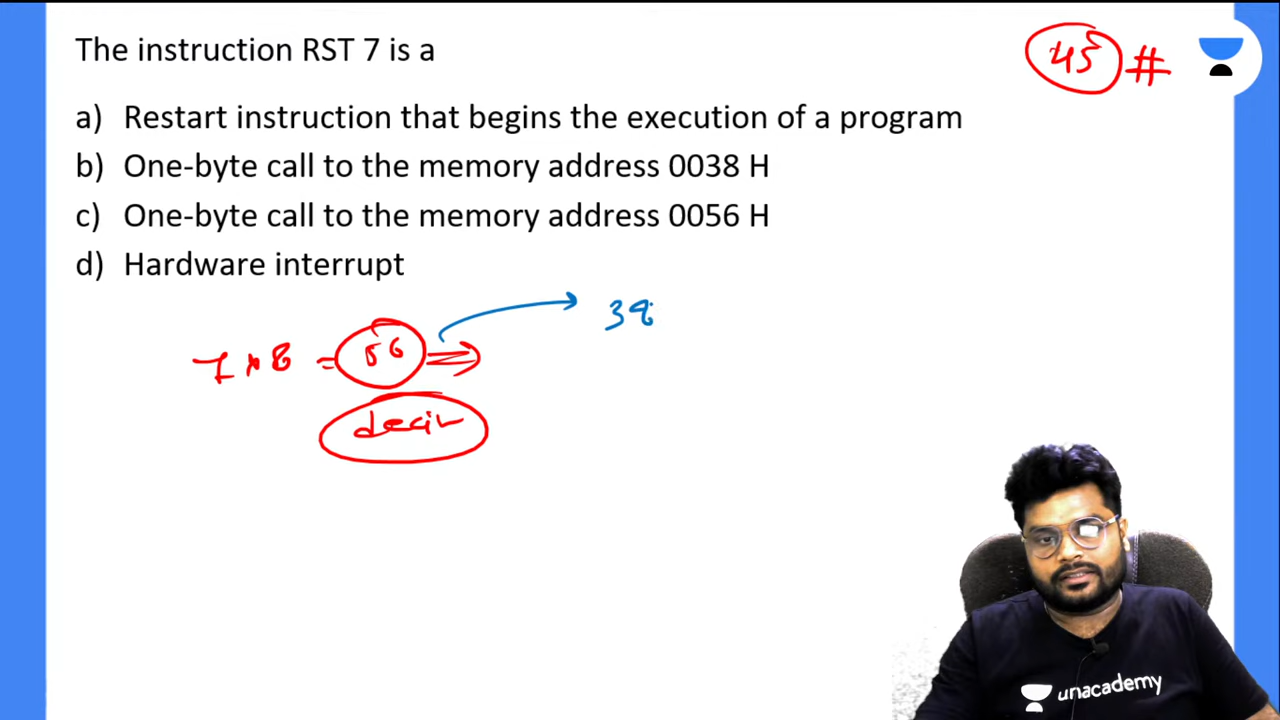 The instruction RST 7 is a
45 #
a) Restart instruction that begins the execution of a program
b) One-byte call to the memory address 0038 H
c) One-byte call to the memory address 0056 H
d) Hardware interrupt
38
7 × 8 = 56 ⇒
decim
unacademy